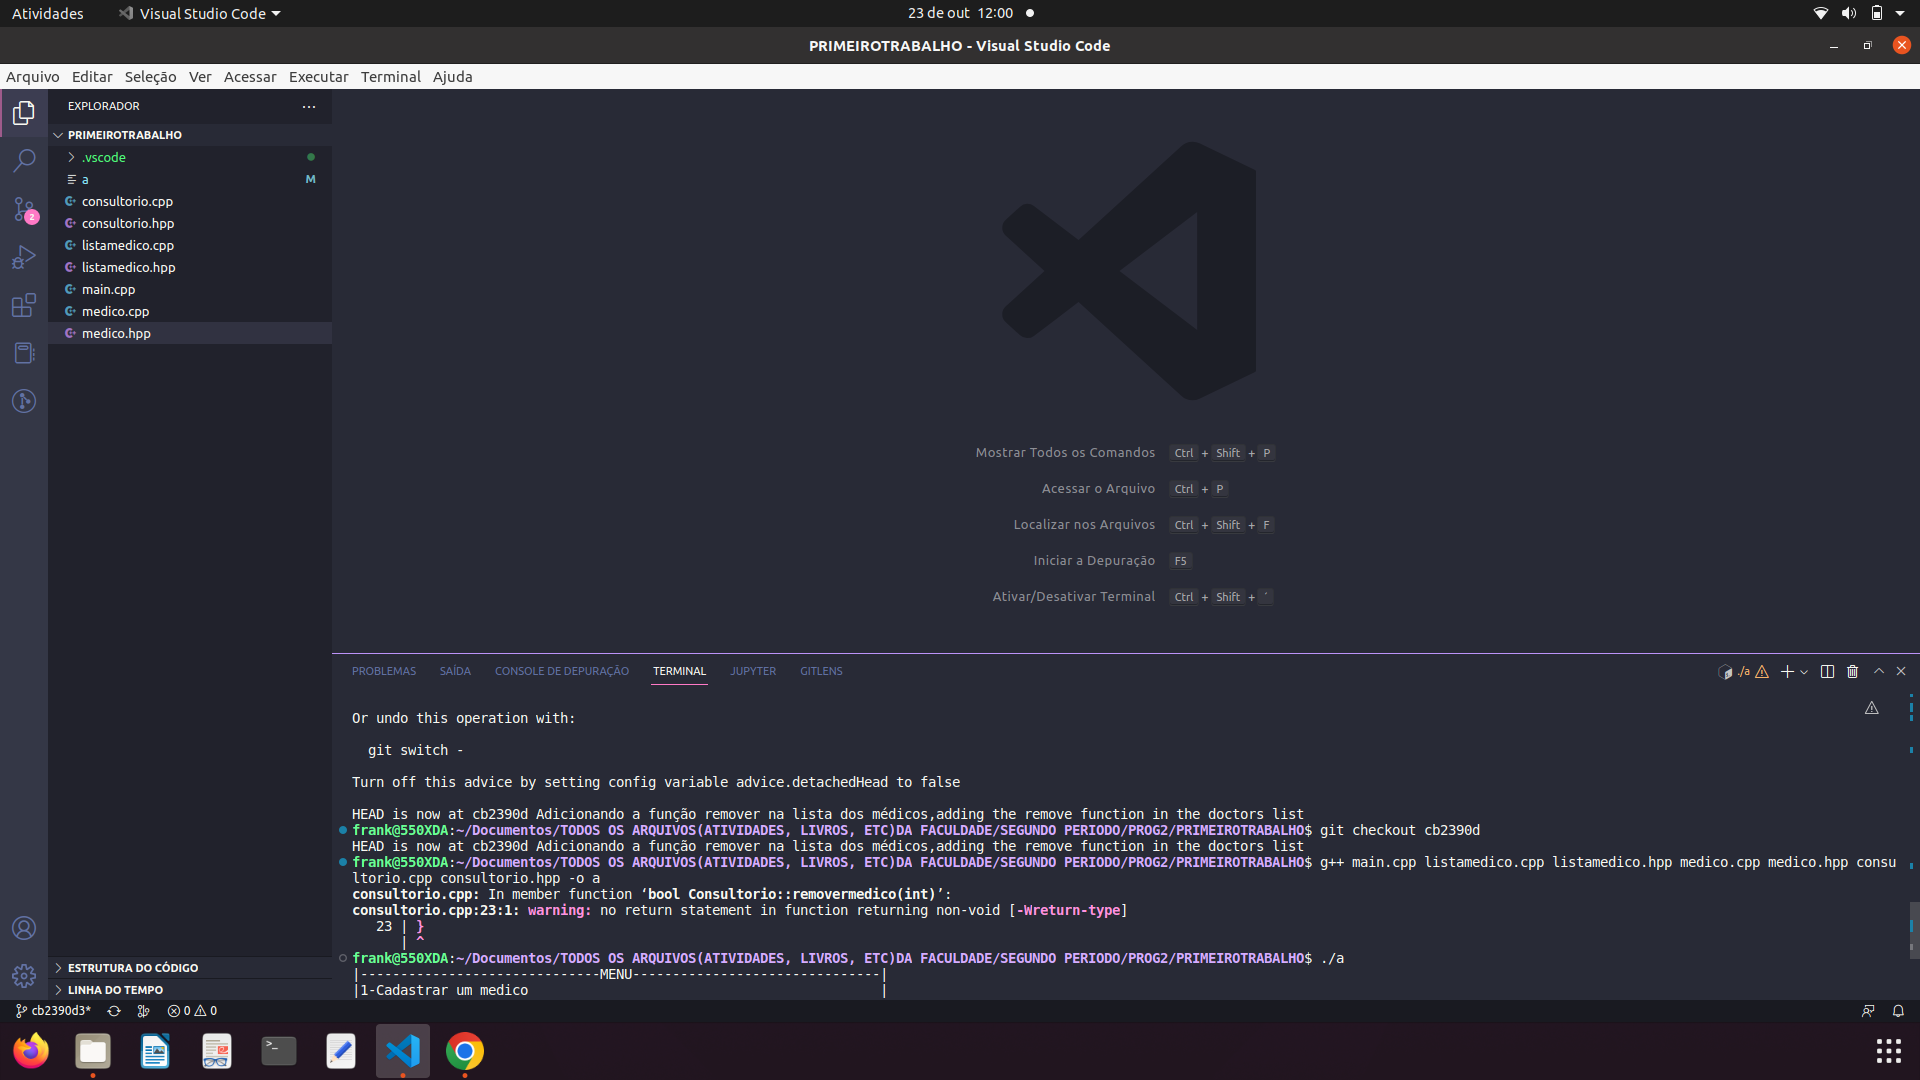 Atividades
Visual Studio Code
23 de out 12:00
PRIMEIROTRABALHO - Visual Studio Code
Arquivo Editar Seleção Ver Acessar Executar Terminal Ajuda
EXPLORADOR
PRIMEIROTRABALHO
.vscode
a M
consultorio.cpp
consultorio.hpp
2
listamedico.cpp
listamedico.hpp
main.cpp
medico.cpp
medico.hpp
Mostrar Todos os Comandos Ctrl + Shift + P
Acessar o Arquivo Ctrl + P
Localizar nos Arquivos Ctrl + Shift + F
Iniciar a Depuração F5
Ativar/Desativar Terminal Ctrl + Shift + ´
PROBLEMAS SAÍDA CONSOLE DE DEPURAÇÃO TERMINAL JUPYTER GITLENS
./a
Or undo this operation with:
git switch -
Turn off this advice by setting config variable advice.detachedHead to false
HEAD is now at cb2390d Adicionando a função remover na lista dos médicos,adding the remove function in the doctors list
frank@550XDA:~/Documentos/TODOS OS ARQUIVOS(ATIVIDADES, LIVROS, ETC)DA FACULDADE/SEGUNDO PERIODO/PROG2/PRIMEIROTRABALHO$ git checkout cb2390d
HEAD is now at cb2390d Adicionando a função remover na lista dos médicos,adding the remove function in the doctors list
frank@550XDA:~/Documentos/TODOS OS ARQUIVOS(ATIVIDADES, LIVROS, ETC)DA FACULDADE/SEGUNDO PERIODO/PROG2/PRIMEIROTRABALHO$ g++ main.cpp listamedico.cpp listamedico.hpp medico.cpp medico.hpp consu
ltorio.cpp consultorio.hpp -o a
consultorio.cpp: In member function ‘bool Consultorio::removermedico(int)’:
consultorio.cpp:23:1: warning: no return statement in function returning non-void [-Wreturn-type]
23 | }
| ^
frank@550XDA:~/Documentos/TODOS OS ARQUIVOS(ATIVIDADES, LIVROS, ETC)DA FACULDADE/SEGUNDO PERIODO/PROG2/PRIMEIROTRABALHO$ ./a
|------------------------------MENU-------------------------------|
|1-Cadastrar um medico |
ESTRUTURA DO CÓDIGO
LINHA DO TEMPO
cb2390d3* 0 0